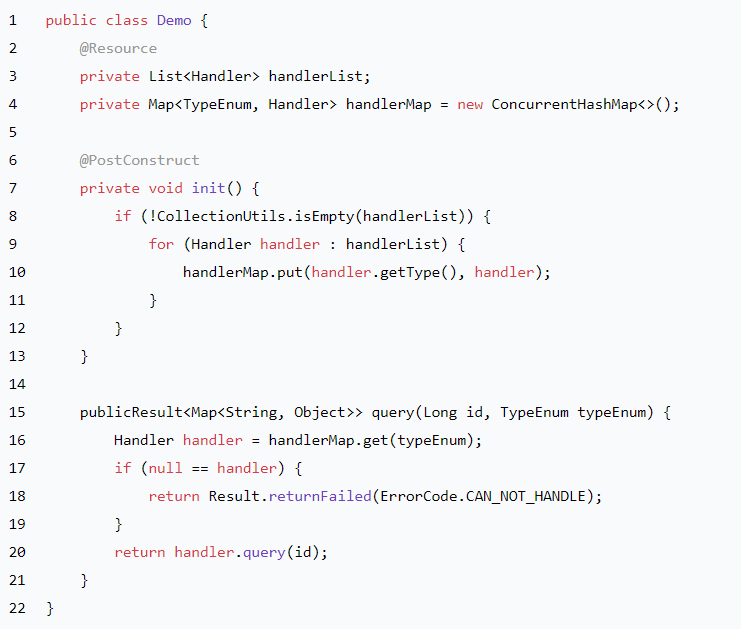 1 public class Demo {
2     @Resource
3     private List<Handler> handlerList;
4     private Map<TypeEnum, Handler> handlerMap = new ConcurrentHashMap<>();
5
6     @PostConstruct
7     private void init() {
8         if (!CollectionUtils.isEmpty(handlerList)) {
9             for (Handler handler : handlerList) {
10                 handlerMap.put(handler.getType(), handler);
11             }
12         }
13     }
14
15     publicResult<Map<String, Object>> query(Long id, TypeEnum typeEnum) {
16         Handler handler = handlerMap.get(typeEnum);
17         if (null == handler) {
18             return Result.returnFailed(ErrorCode.CAN_NOT_HANDLE);
19         }
20         return handler.query(id);
21     }
22 }